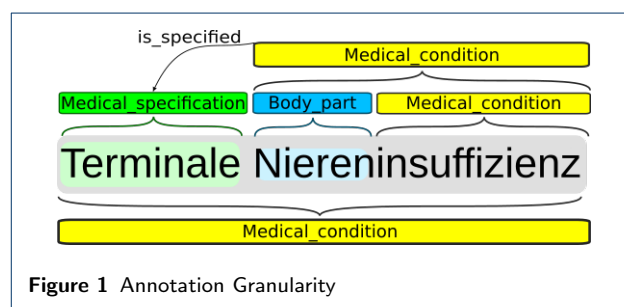 is_specified
Medical_condition
Medical_specification Body_part Medical_condition
Terminale Niereninsuffizienz
Medical_condition
Figure 1 Annotation Granularity